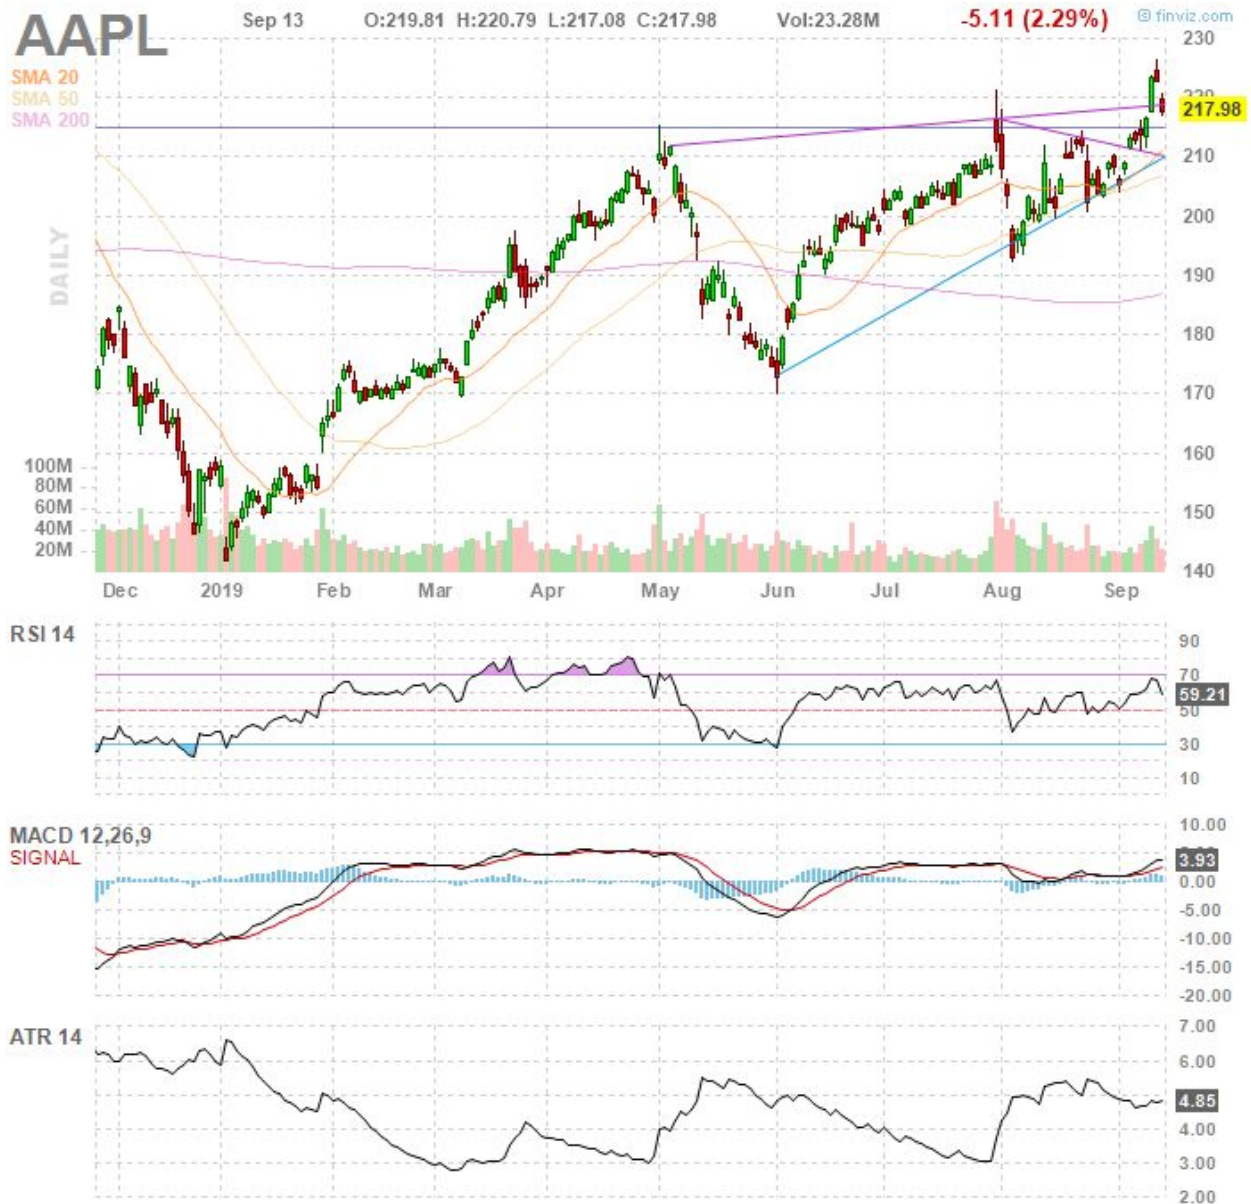 AAPL
Sep 13 O:219.81 H:220.79 L:217.08 C:217.98 Vol:23.28M -5.11 (2.29%) © finviz.com
SMA 20
SMA 50
SMA 200
DAILY
230
220
217.98
210
200
190
180
170
160
150
140
100M
80M
60M
40M
20M
Dec 2019 Feb Mar Apr May Jun Jul Aug Sep
RSI 14
90
70
59.21
50
30
10
MACD 12,26,9
SIGNAL
10.00
3.93
0.00
-5.00
-10.00
-15.00
-20.00
ATR 14
7.00
6.00
4.85
4.00
3.00
2.00